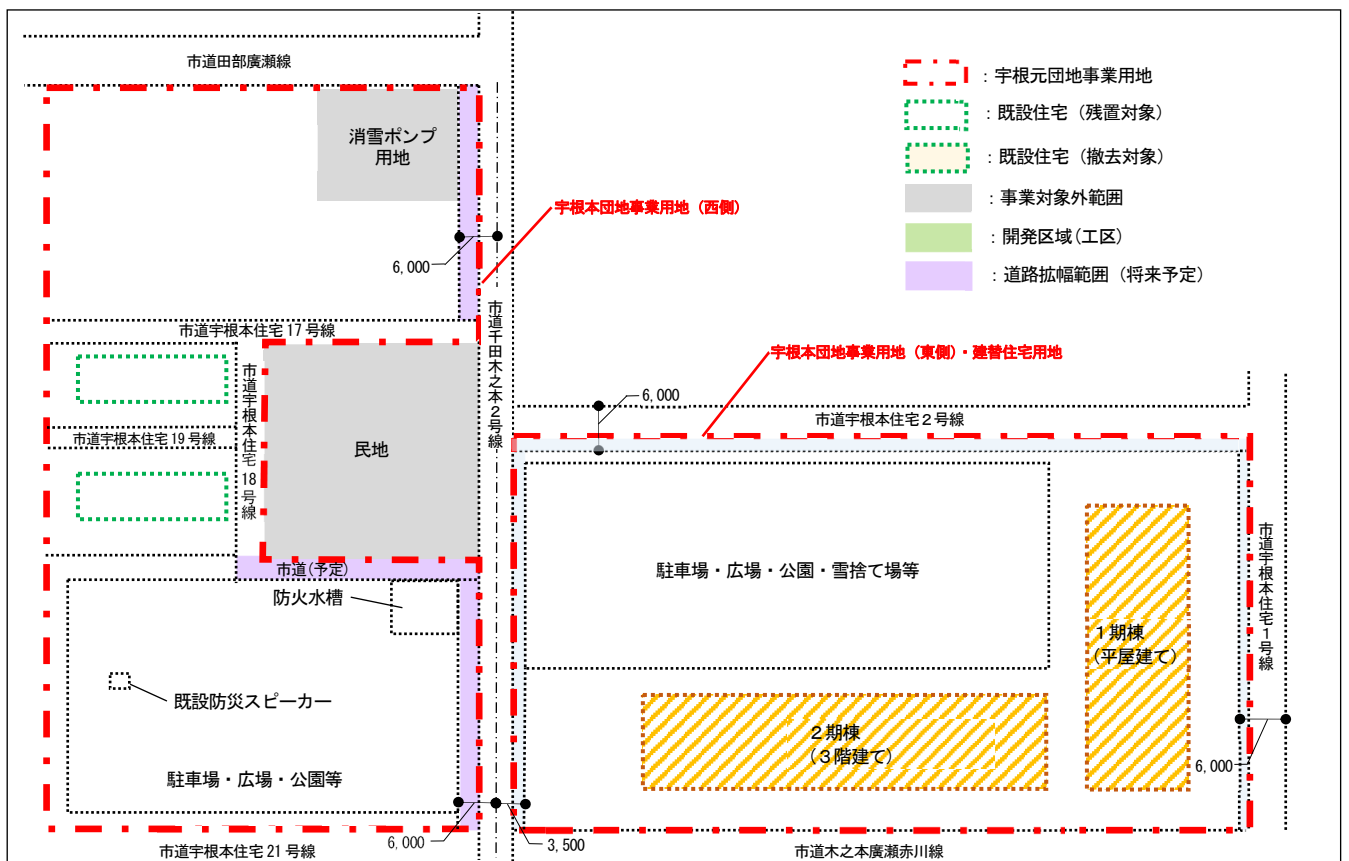 市道田部廣瀬線
：宇根元団地事業用地
：既設住宅（残置対象）
：既設住宅（撤去対象）
：事業対象外範囲
：開発区域(工区)
：道路拡幅範囲（将来予定）
消雪ポンプ
用地
宇根本団地事業用地（西側）
6,000
市道千田木之本２号線
市道宇根本住宅17号線
宇根本団地事業用地（東側）・建替住宅用地
6,000
市道宇根本住宅２号線
市道宇根本住宅18号線
市道宇根本住宅19号線
民地
市道(予定)
防火水槽
駐車場・広場・公園・雪捨て場等
市道宇根本住宅１号線
１期棟
(平屋建て)
既設防災スピーカー
２期棟
(３階建て)
駐車場・広場・公園等
6,000
6,000
3,500
市道宇根本住宅21号線
市道木之本廣瀬赤川線